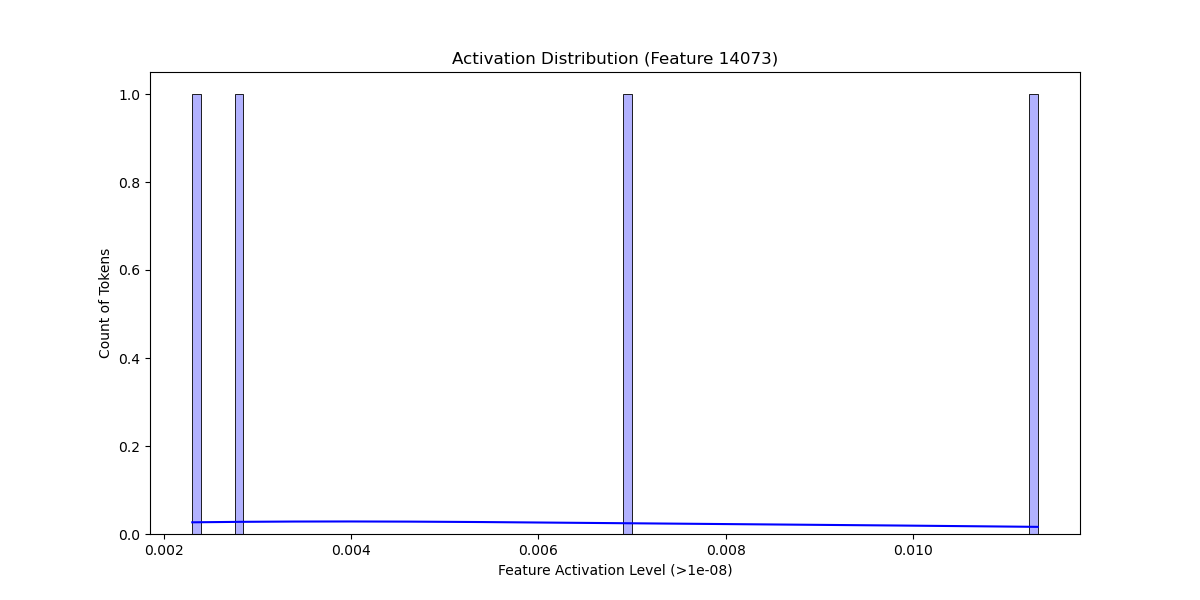 Activation Distribution (Feature 14073)
1.0
0.8
0.6
0.4
0.2
0.0
Count of Tokens
0.002 0.004 0.006 0.008 0.010
Feature Activation Level (>1e-08)